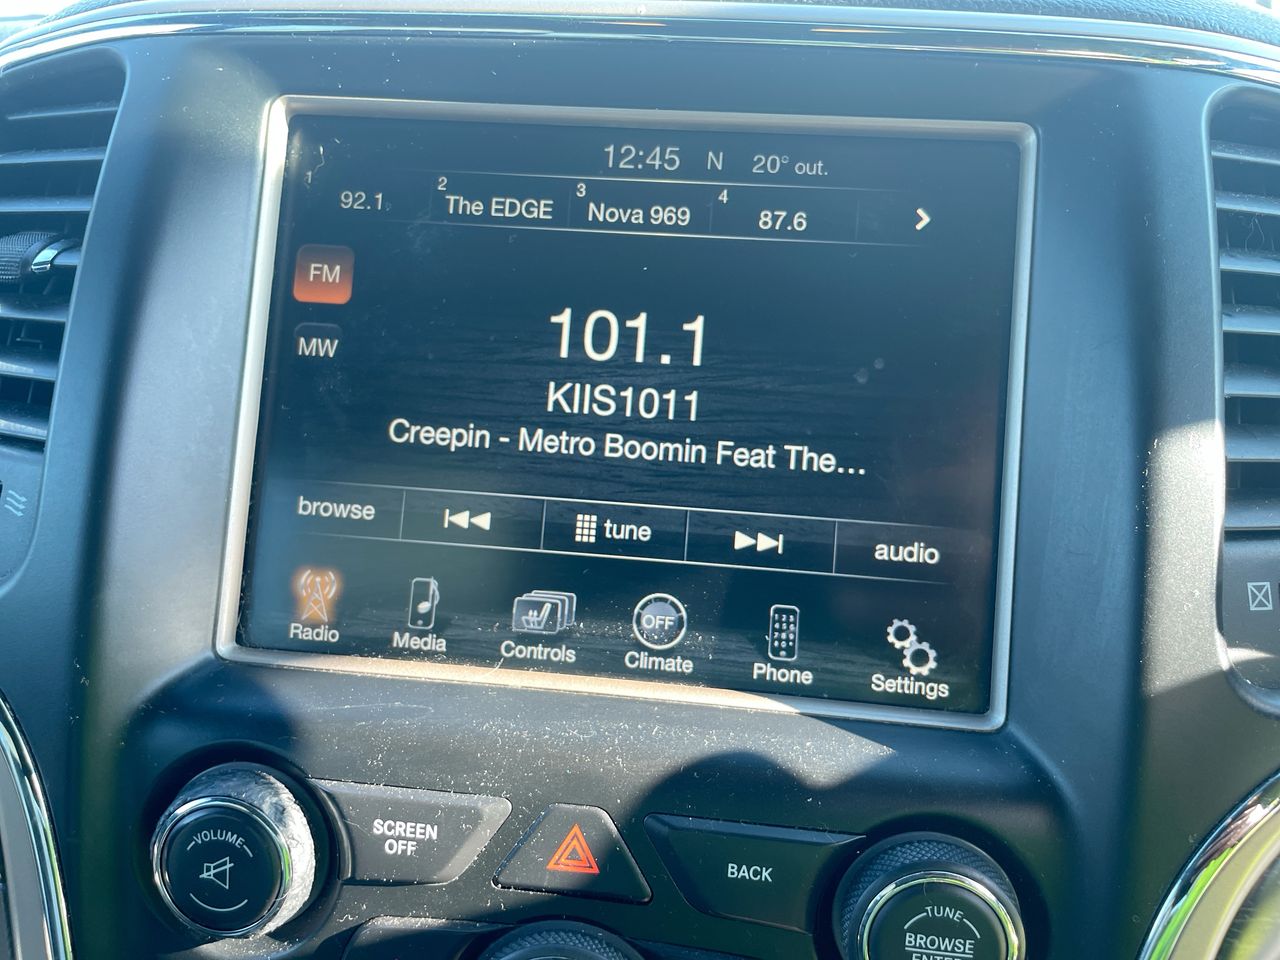 12:45 N 20° out.
1 92.1 2 The EDGE 3 Nova 969 4 87.6
FM
MW
101.1
KIIS1011
Creepin - Metro Boomin Feat The...
browse tune audio
Radio Media Controls OFF Climate Phone Settings
VOLUME
SCREEN
OFF
BACK
TUNE
BROWSE
ENTER